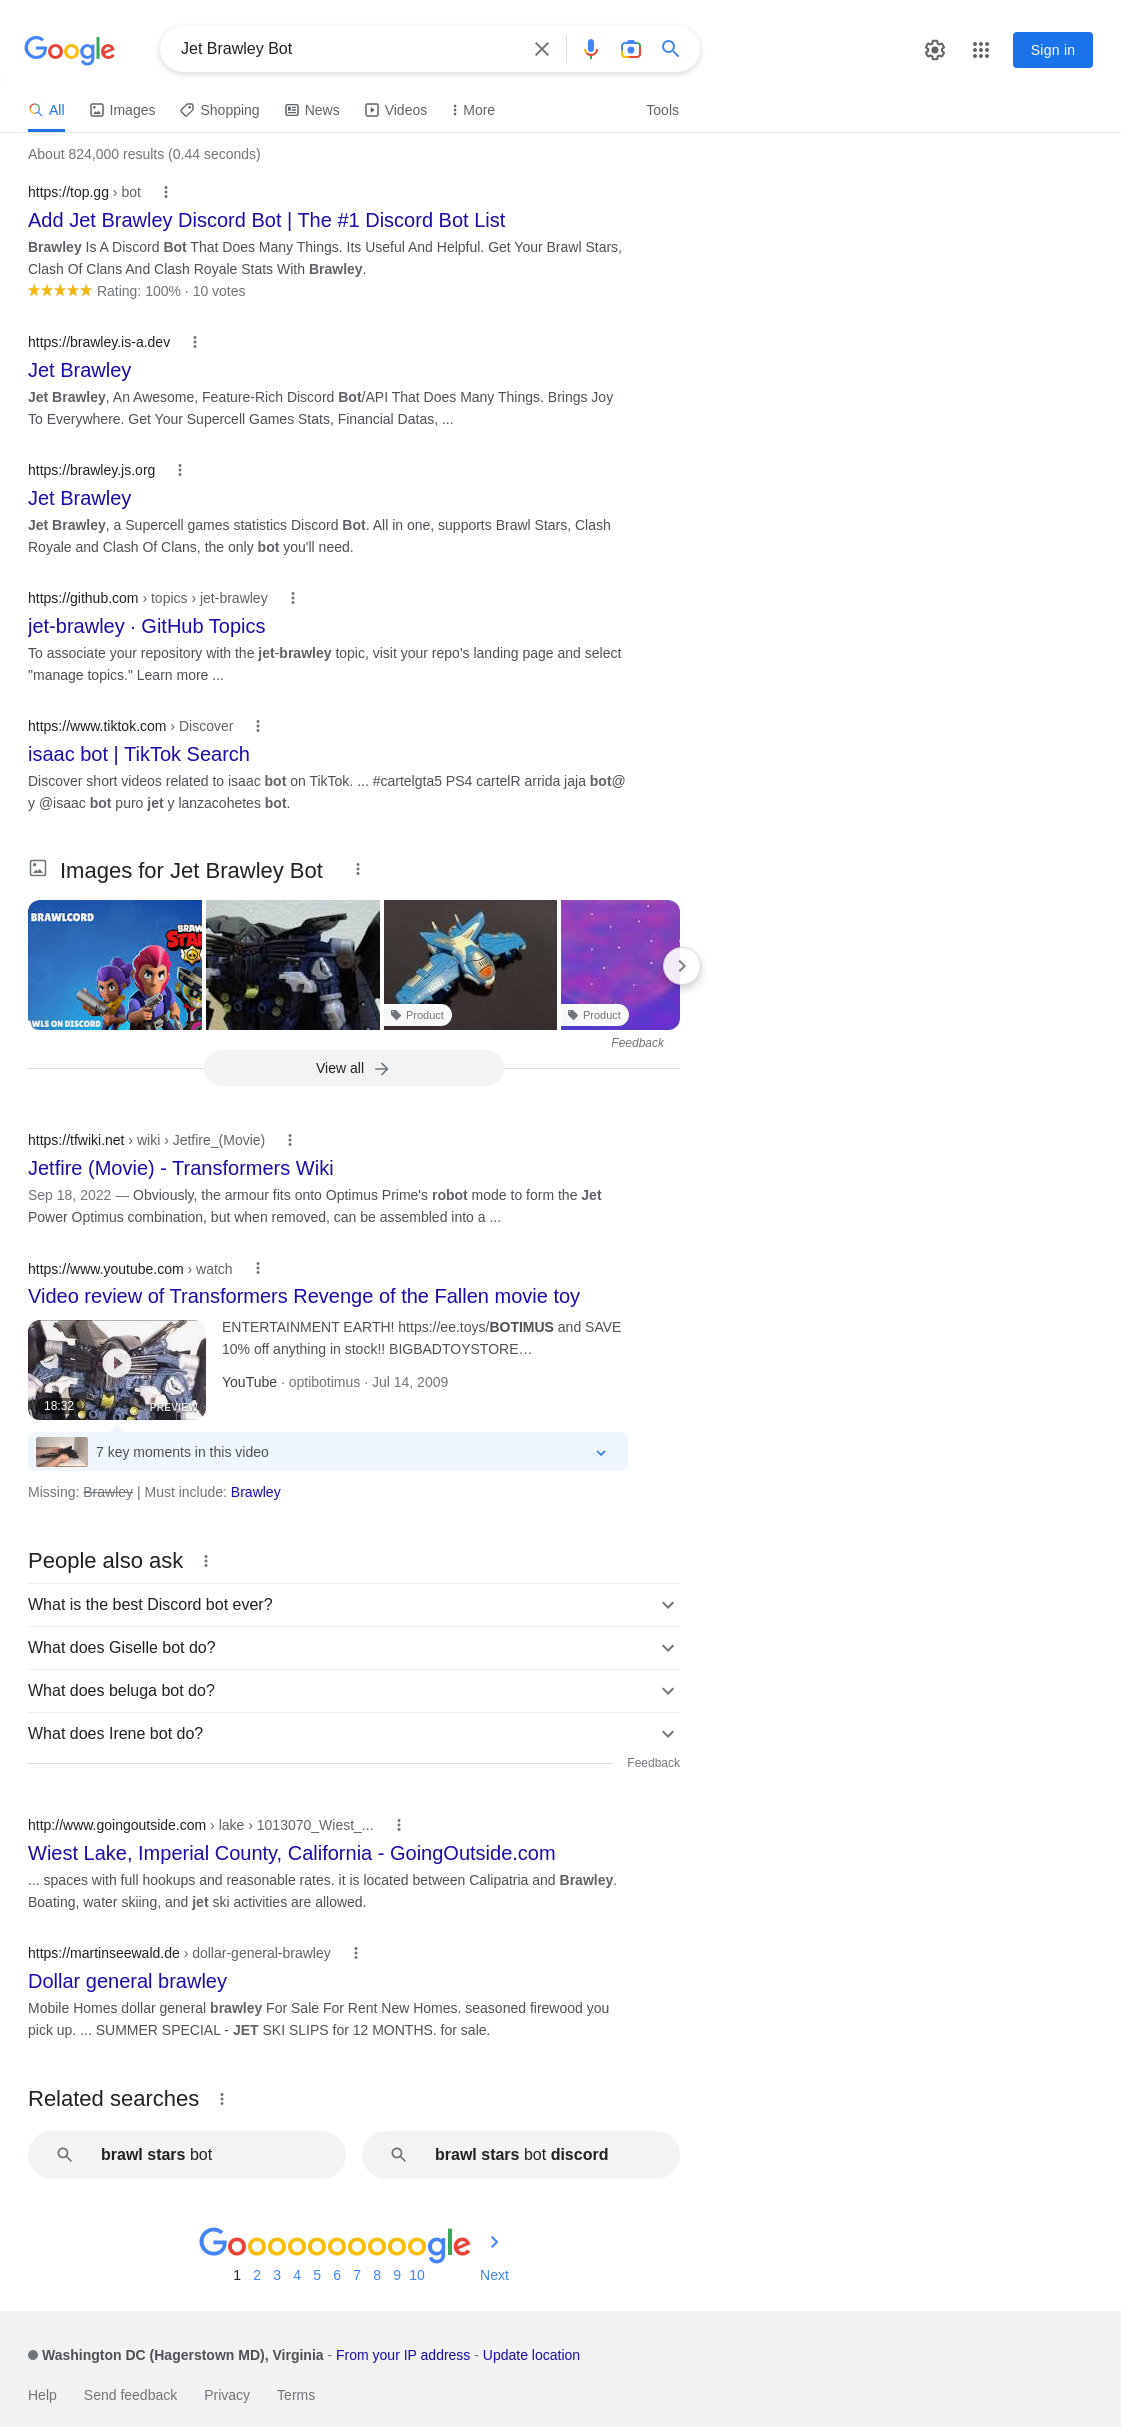 Google
Jet Brawley Bot
Sign in
All
Images
Shopping
News
Videos
More
Tools
About 824,000 results (0.44 seconds)
https://top.gg › bot
Add Jet Brawley Discord Bot | The #1 Discord Bot List
Brawley Is A Discord Bot That Does Many Things. Its Useful And Helpful. Get Your Brawl Stars,
Clash Of Clans And Clash Royale Stats With Brawley.
Rating: 100% · 10 votes
https://brawley.is-a.dev
Jet Brawley
Jet Brawley, An Awesome, Feature-Rich Discord Bot/API That Does Many Things. Brings Joy
To Everywhere. Get Your Supercell Games Stats, Financial Datas, ...
https://brawley.js.org
Jet Brawley
Jet Brawley, a Supercell games statistics Discord Bot. All in one, supports Brawl Stars, Clash
Royale and Clash Of Clans, the only bot you'll need.
https://github.com › topics › jet-brawley
jet-brawley · GitHub Topics
To associate your repository with the jet-brawley topic, visit your repo's landing page and select
"manage topics." Learn more ...
https://www.tiktok.com › Discover
isaac bot | TikTok Search
Discover short videos related to isaac bot on TikTok. ... #cartelgta5 PS4 cartelR arrida jaja bot@
y @isaac bot puro jet y lanzacohetes bot.
Images for Jet Brawley Bot
BRAWLCORD
BRAW
STA
AWLS ON DISCORD
Product
Product
Feedback
View all
https://tfwiki.net › wiki › Jetfire_(Movie)
Jetfire (Movie) - Transformers Wiki
Sep 18, 2022 — Obviously, the armour fits onto Optimus Prime's robot mode to form the Jet
Power Optimus combination, but when removed, can be assembled into a ...
https://www.youtube.com › watch
Video review of Transformers Revenge of the Fallen movie toy
ENTERTAINMENT EARTH! https://ee.toys/BOTIMUS and SAVE
10% off anything in stock!! BIGBADTOYSTORE…
YouTube · optibotimus · Jul 14, 2009
18:32
PREVIEW
7 key moments in this video
Missing: Brawley | Must include: Brawley
People also ask
What is the best Discord bot ever?
What does Giselle bot do?
What does beluga bot do?
What does Irene bot do?
Feedback
http://www.goingoutside.com › lake › 1013070_Wiest_...
Wiest Lake, Imperial County, California - GoingOutside.com
... spaces with full hookups and reasonable rates. it is located between Calipatria and Brawley.
Boating, water skiing, and jet ski activities are allowed.
https://martinseewald.de › dollar-general-brawley
Dollar general brawley
Mobile Homes dollar general brawley For Sale For Rent New Homes. seasoned firewood you
pick up. ... SUMMER SPECIAL - JET SKI SLIPS for 12 MONTHS. for sale.
Related searches
brawl stars bot
brawl stars bot discord
Goooooooooogle
1 2 3 4 5 6 7 8 9 10 Next
Washington DC (Hagerstown MD), Virginia - From your IP address - Update location
Help Send feedback Privacy Terms